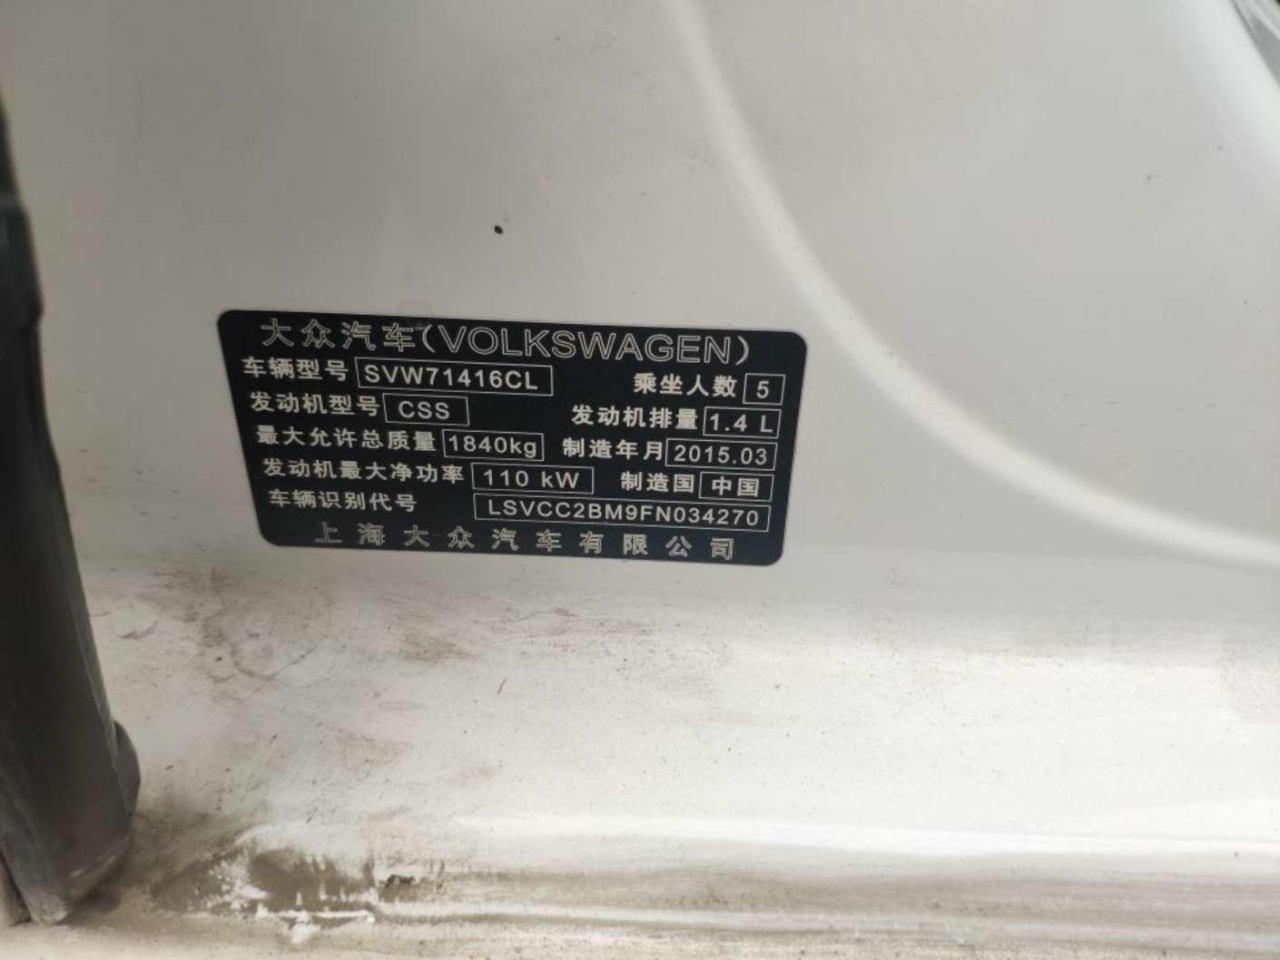 大众汽车(VOLKSWAGEN)
车辆型号 SVW71416CL 乘坐人数 5
发动机型号 CSS 发动机排量 1.4 L
最大允许总质量 1840kg 制造年月 2015.03
发动机最大净功率 110 kW 制造国 中国
车辆识别代号 LSVCC2BM9FN034270
上海大众汽车有限公司